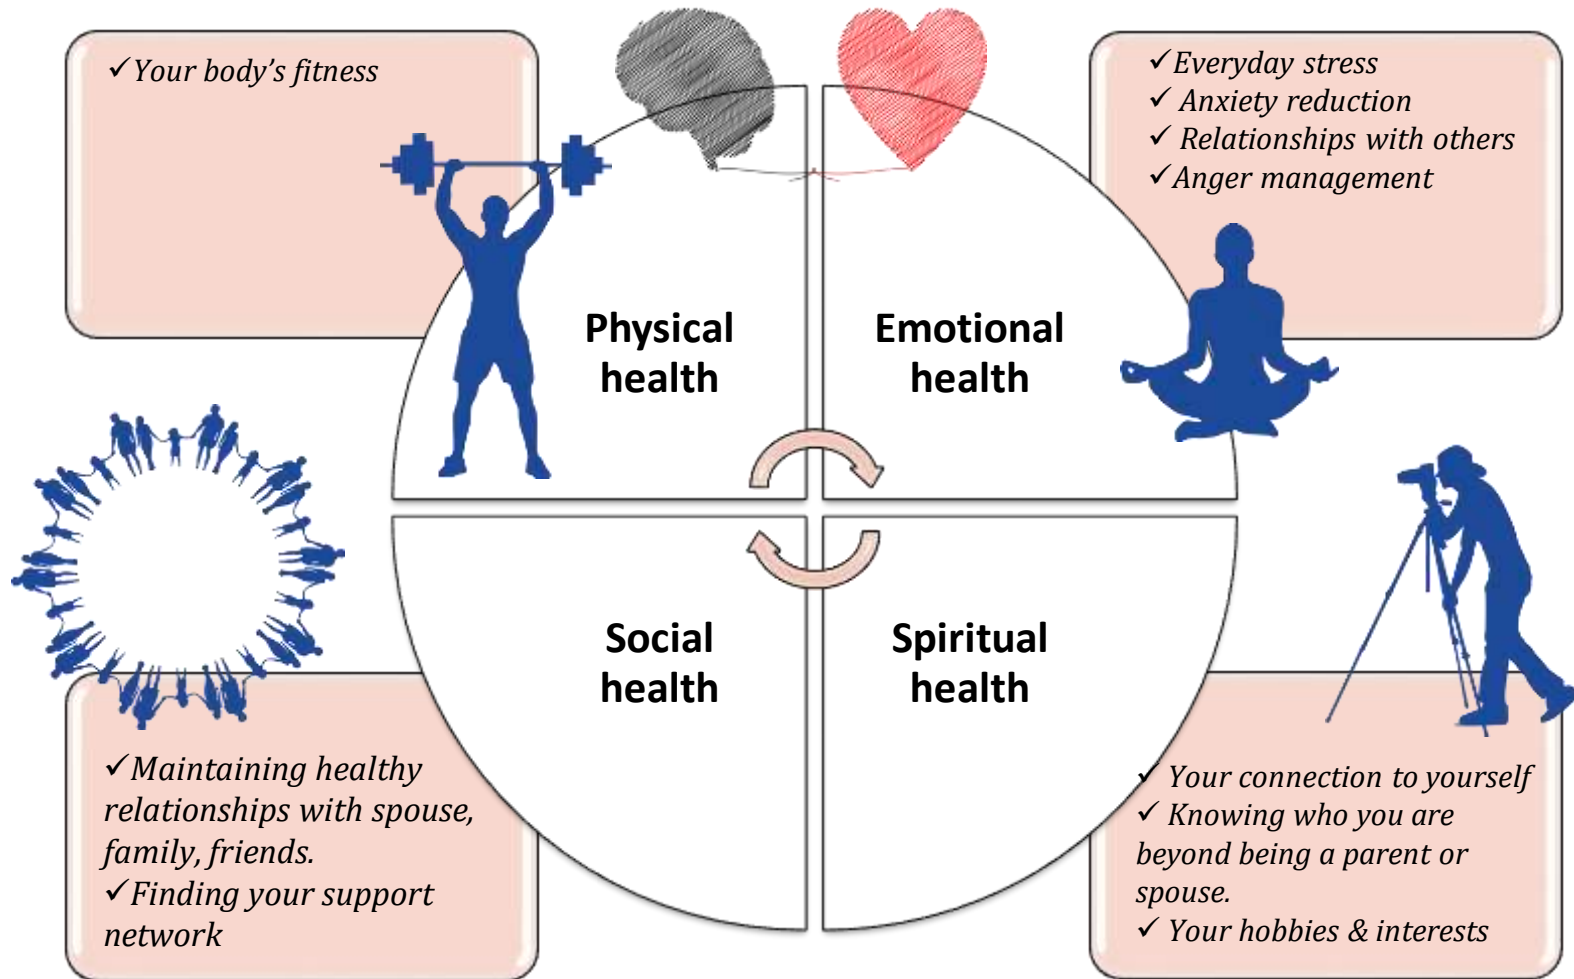 ✓Your body’s fitness
✓Everyday stress
✓ Anxiety reduction
✓ Relationships with others
✓Anger management
Physical
health
Emotional
health
Social
health
Spiritual
health
✓Maintaining healthy
relationships with spouse,
family, friends.
✓Finding your support
network
✓ Your connection to yourself
✓ Knowing who you are
beyond being a parent or
spouse.
✓ Your hobbies & interests